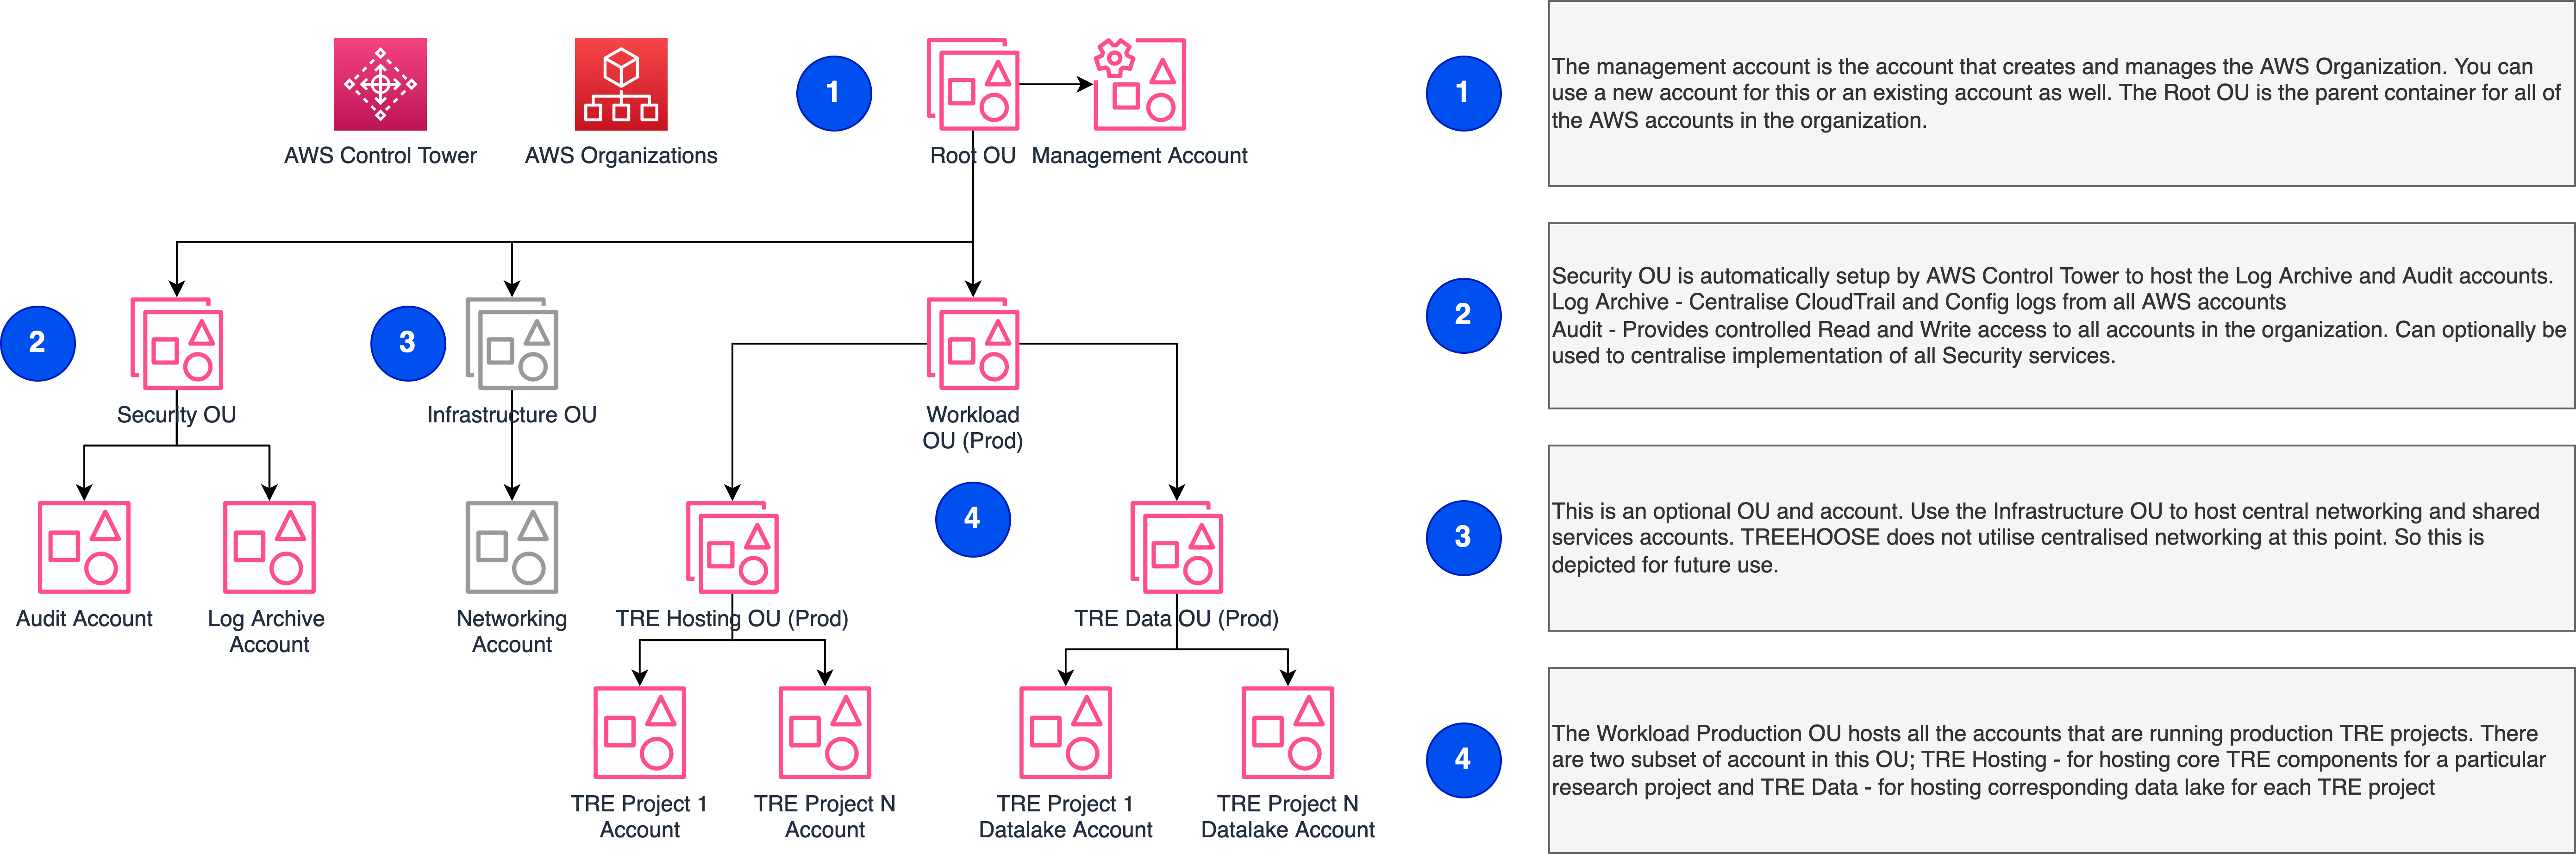 AWS Control Tower
AWS Organizations
1
Root OU
Management Account
2
Security OU
3
Infrastructure OU
Workload
OU (Prod)
4
Audit Account
Log Archive
Account
Networking
Account
TRE Hosting OU (Prod)
TRE Data OU (Prod)
TRE Project 1
Account
TRE Project N
Account
TRE Project 1
Datalake Account
TRE Project N
Datalake Account
1
The management account is the account that creates and manages the AWS Organization. You can
use a new account for this or an existing account as well. The Root OU is the parent container for all of
the AWS accounts in the organization.
2
Security OU is automatically setup by AWS Control Tower to host the Log Archive and Audit accounts.
Log Archive - Centralise CloudTrail and Config logs from all AWS accounts
Audit - Provides controlled Read and Write access to all accounts in the organization. Can optionally be
used to centralise implementation of all Security services.
3
This is an optional OU and account. Use the Infrastructure OU to host central networking and shared
services accounts. TREEHOOSE does not utilise centralised networking at this point. So this is
depicted for future use.
4
The Workload Production OU hosts all the accounts that are running production TRE projects. There
are two subset of account in this OU; TRE Hosting - for hosting core TRE components for a particular
research project and TRE Data - for hosting corresponding data lake for each TRE project